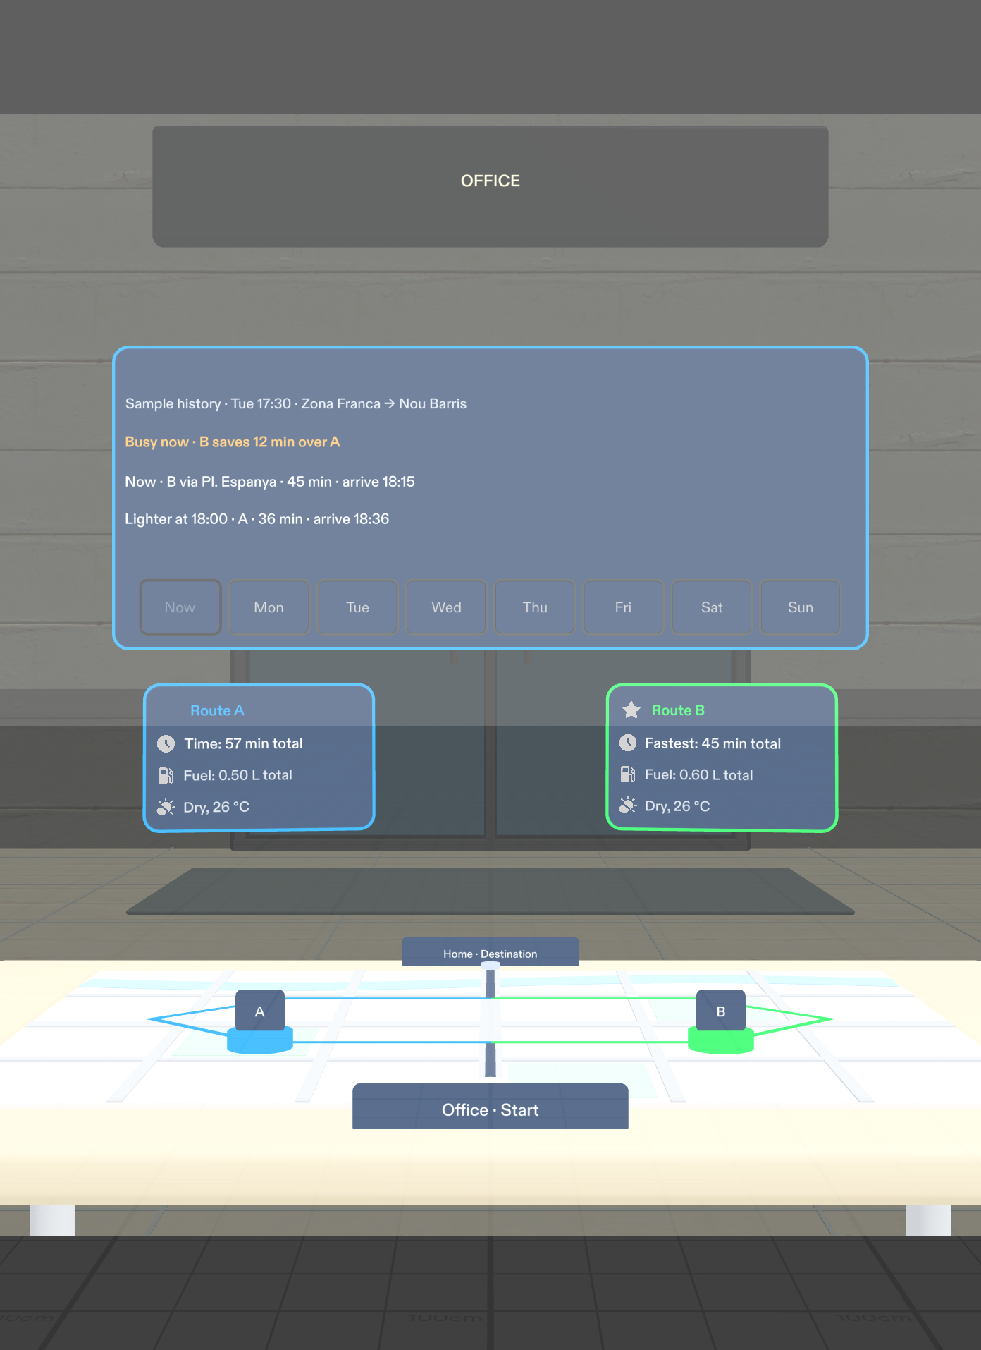 OFFICE
Sample history · Tue 17:30 · Zona Franca → Nou Barris
Busy now · B saves 12 min over A
Now · B via Pl. Espanya · 45 min · arrive 18:15
Lighter at 18:00 · A · 36 min · arrive 18:36
Now Mon Tue Wed Thu Fri Sat Sun
Route A
Time: 57 min total
Fuel: 0.50 L total
Dry, 26 °C
Route B
Fastest: 45 min total
Fuel: 0.60 L total
Dry, 26 °C
Home · Destination
A
B
Office · Start
100cm
100cm